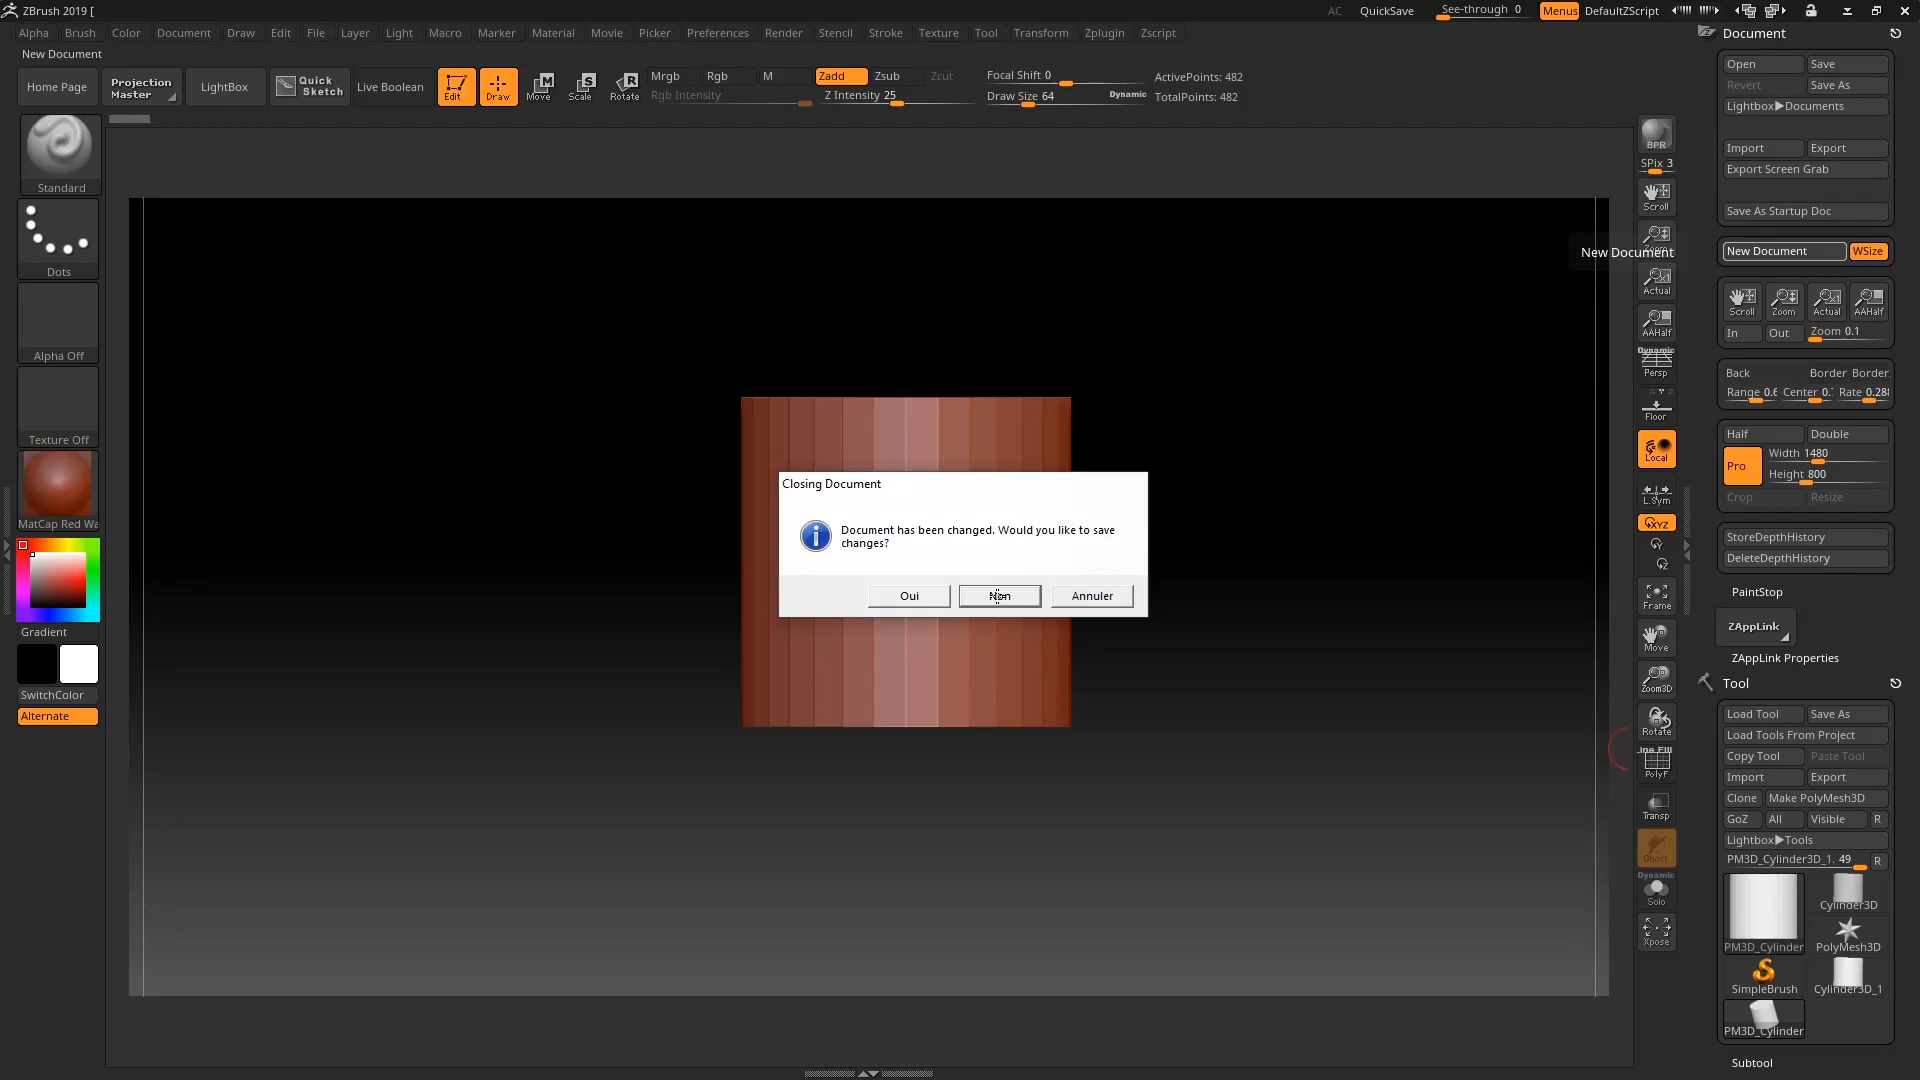 ZBrush 2019 [
AC
QuickSave
See-through 0
Menus
DefaultZScript
Alpha Brush Color Document Draw Edit File Layer Light Macro Marker Material Movie Picker Preferences Render Stencil Stroke Texture Tool Transform Zplugin Zscript
New Document
Home Page
Projection
Master
LightBox
Quick
Sketch
Live Boolean
Edit
Draw
Move
Scale
Rotate
Mrgb Rgb M
Rgb Intensity
Zadd Zsub Zcut
Z Intensity 25
Focal Shift 0
Draw Size 64
Dynamic
ActivePoints: 482
TotalPoints: 482
Standard
Dots
Alpha Off
Texture Off
MatCap Red Wa
Gradient
SwitchColor
Alternate
Closing Document
Document has been changed. Would you like to save
changes?
Oui
Non
Annuler
BPR
SPix 3
Scroll
New Document
Actual
AAHalf
Dynamic
Persp
Floor
Local
L.Sym
XYZ
Frame
Move
Zoom3D
Rotate
Line Fill
PolyF
Transp
Ghost
Dynamic
Solo
Xpose
Document
Open Save
Revert Save As
Lightbox▶Documents
Import Export
Export Screen Grab
Save As Startup Doc
New Document WSize
Scroll Zoom Actual AAHalf
In Out Zoom 0.1
Back Border Border
Range 0.6 Center 0. Rate 0.28
Half Double
Pro
Width 1480
Height 800
Crop Resize
StoreDepthHistory
DeleteDepthHistory
PaintStop
ZAppLink
ZAppLink Properties
Tool
Load Tool Save As
Load Tools From Project
Copy Tool Paste Tool
Import Export
Clone Make PolyMesh3D
GoZ All Visible R
Lightbox▶Tools
PM3D_Cylinder3D_1. 49 R
Cylinder3D
PM3D_Cylinder PolyMesh3D
SimpleBrush Cylinder3D_1
PM3D_Cylinder
Subtool